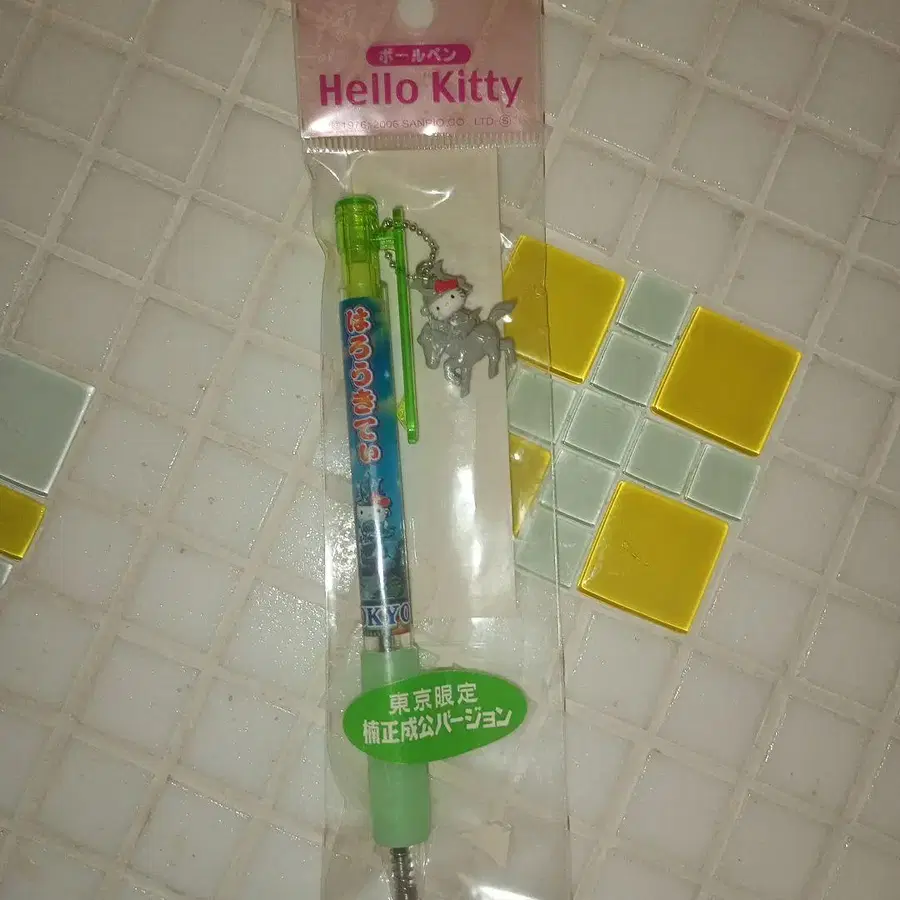 ボールペン
Hello Kitty
©1976, 2006 SANRIO CO., LTD. Ⓢ
はろうきてぃ
OKYO
東京限定
楠正成公バージョン